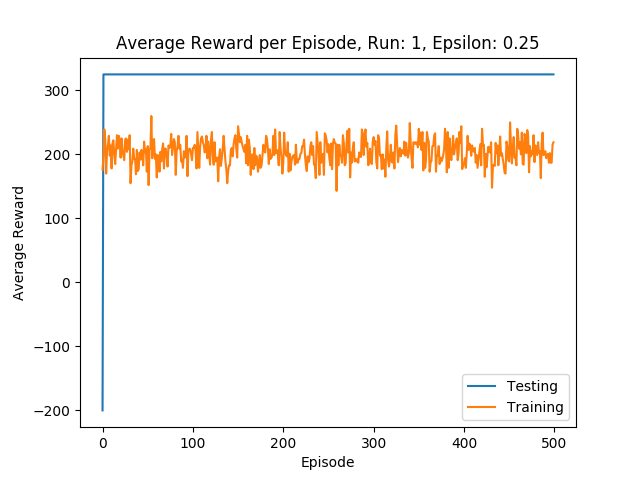 Average Reward per Episode, Run: 1, Epsilon: 0.25
300
200
100
0
−100
−200
Average Reward
0
100
200
300
400
500
Episode
Testing
Training